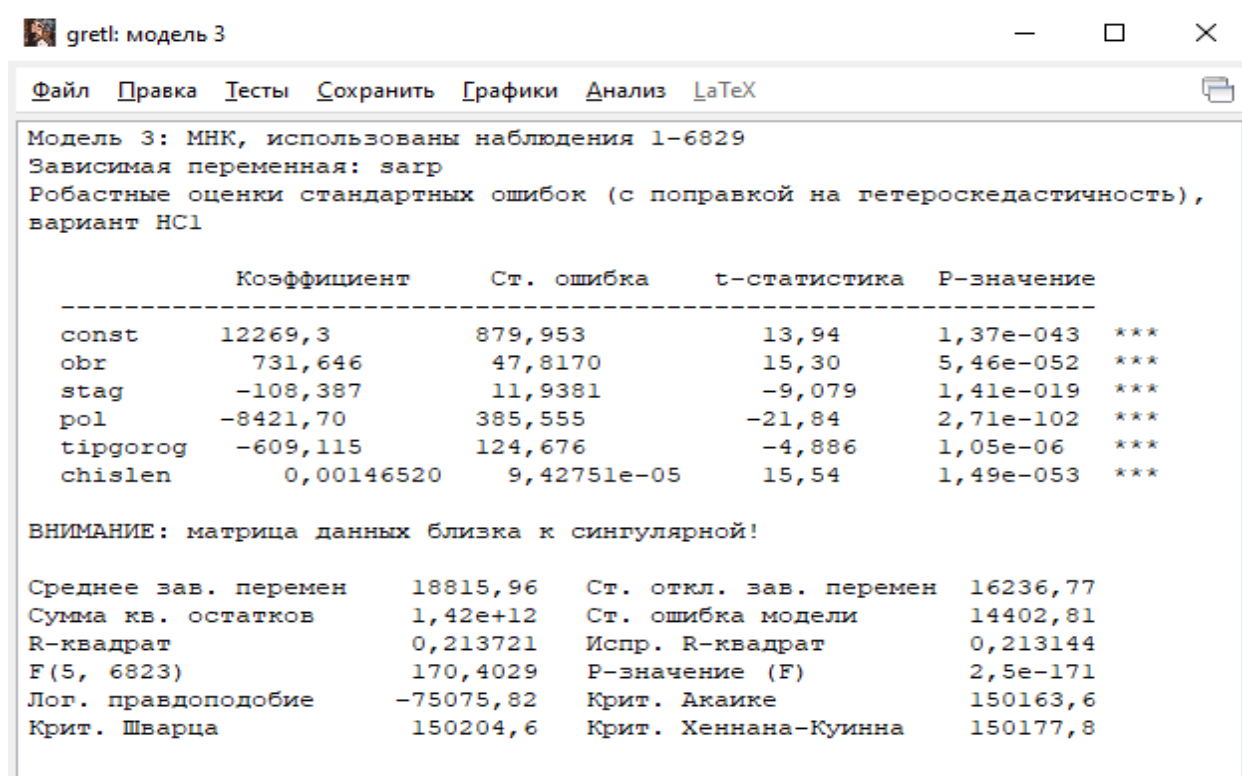 gretl: модель 3
Файл Правка Тесты Сохранить Графики Анализ LaTeX
Модель 3: МНК, использованы наблюдения 1-6829
Зависимая переменная: sarp
Робастные оценки стандартных ошибок (с поправкой на гетероскедастичность),
вариант HC1
Коэффициент Ст. ошибка t-статистика P-значение
----------------------------------------------------------------
const 12269,3 879,953 13,94 1,37e-043 ***
obr 731,646 47,8170 15,30 5,46e-052 ***
stag -108,387 11,9381 -9,079 1,41e-019 ***
pol -8421,70 385,555 -21,84 2,71e-102 ***
tipgorog -609,115 124,676 -4,886 1,05e-06 ***
chislen 0,00146520 9,42751e-05 15,54 1,49e-053 ***
ВНИМАНИЕ: матрица данных близка к сингулярной!
Среднее зав. перемен 18815,96 Ст. откл. зав. перемен 16236,77
Сумма кв. остатков 1,42e+12 Ст. ошибка модели 14402,81
R-квадрат 0,213721 Испр. R-квадрат 0,213144
F(5, 6823) 170,4029 P-значение (F) 2,5e-171
Лог. правдоподобие -75075,82 Крит. Акаике 150163,6
Крит. Шварца 150204,6 Крит. Хеннана-Куинна 150177,8